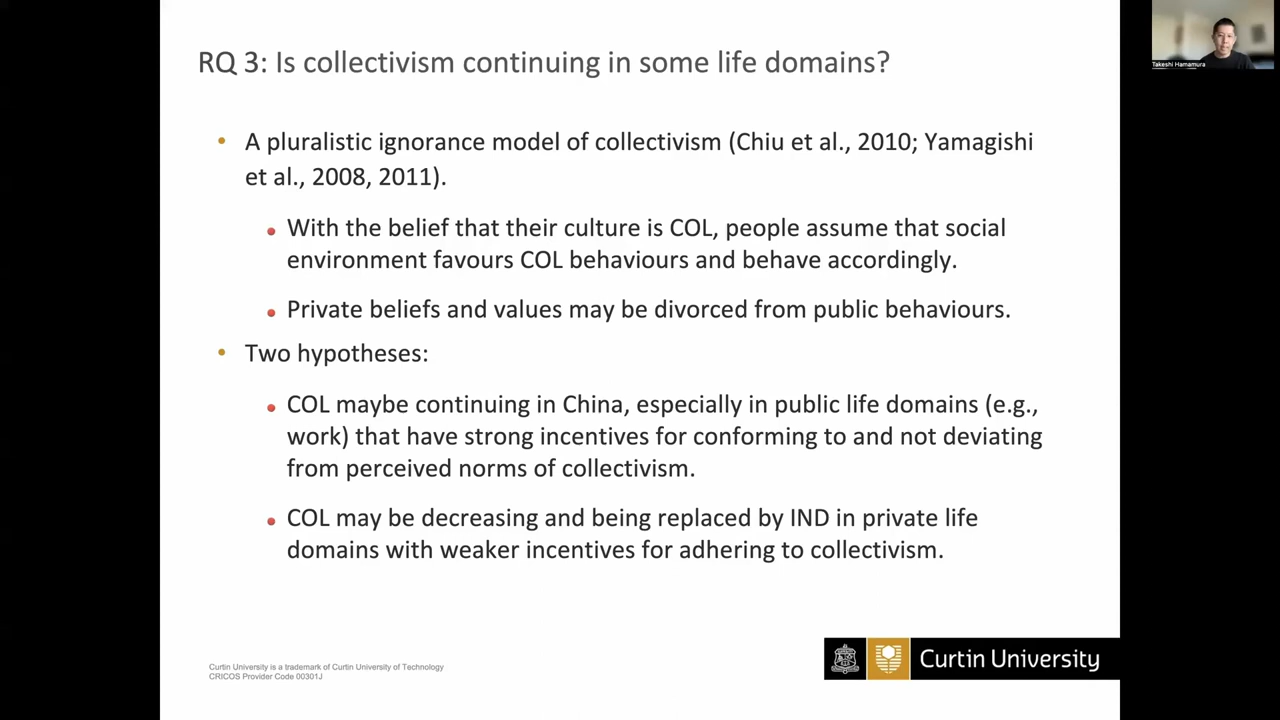 RQ 3: Is collectivism continuing in some life domains?
Takeshi Hamamura
• A pluralistic ignorance model of collectivism (Chiu et al., 2010; Yamagishi
et al., 2008, 2011).
• With the belief that their culture is COL, people assume that social
environment favours COL behaviours and behave accordingly.
• Private beliefs and values may be divorced from public behaviours.
• Two hypotheses:
• COL maybe continuing in China, especially in public life domains (e.g.,
work) that have strong incentives for conforming to and not deviating
from perceived norms of collectivism.
• COL may be decreasing and being replaced by IND in private life
domains with weaker incentives for adhering to collectivism.
Curtin University is a trademark of Curtin University of Technology
CRICOS Provider Code 00301J
Curtin University